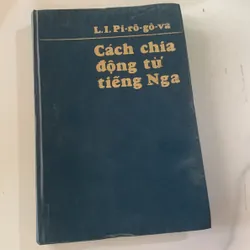 L.I. Pi-rô-gô-va
Cách chia
động từ
tiếng Nga